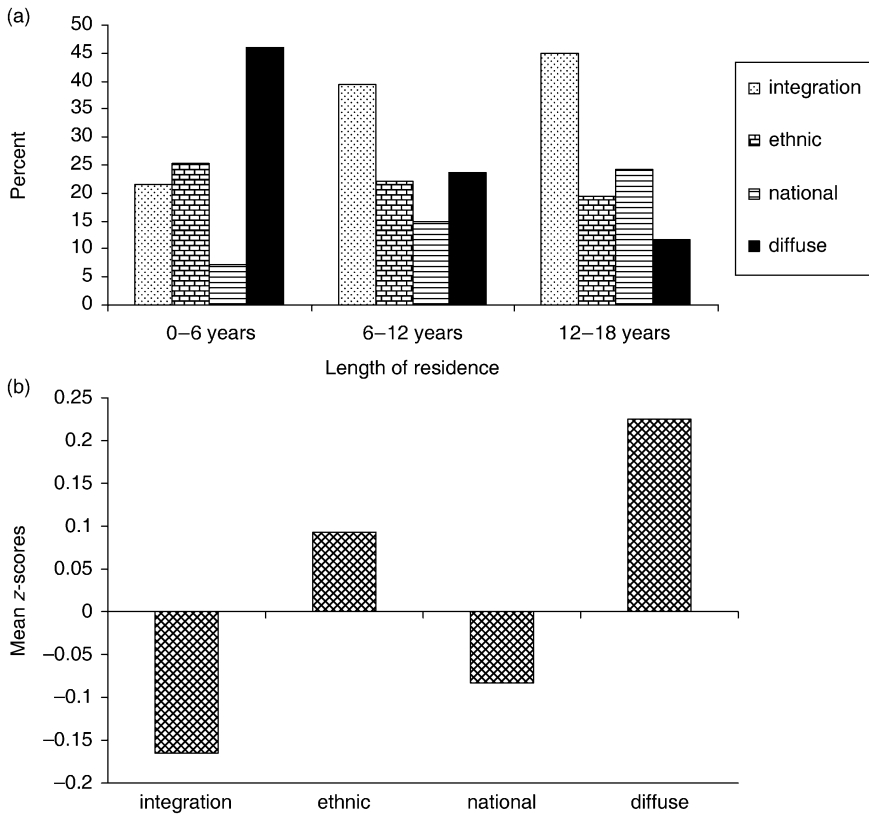 (a)
50
45
40
35
30
25
20
15
10
5
0
Percent
0–6 years
6–12 years
12–18 years
Length of residence
integration
ethnic
national
diffuse
(b)
0.25
0.2
0.15
0.1
0.05
0
−0.05
−0.1
−0.15
−0.2
Mean z-scores
integration
ethnic
national
diffuse